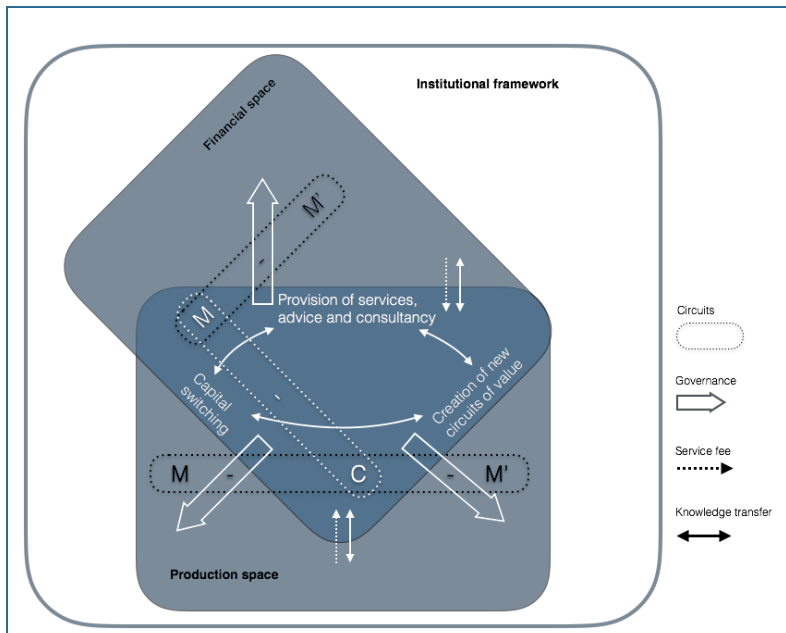 Institutional framework
Financial space
M - M'
Provision of services,
advice and consultancy
Capital
switching
-
Creation of new
circuits of value
M - C - M'
Production space
Circuits
Governance
Service fee
Knowledge transfer